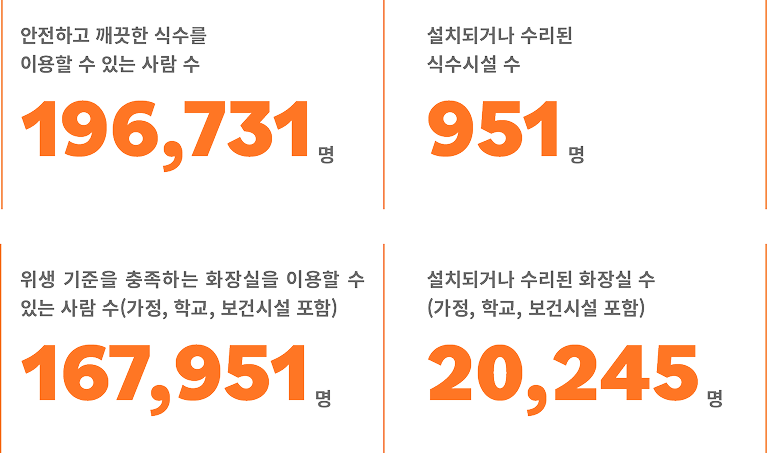 안전하고 깨끗한 식수를
이용할 수 있는 사람 수
196,731 명
설치되거나 수리된
식수시설 수
951 명
위생 기준을 충족하는 화장실을 이용할 수
있는 사람 수(가정, 학교, 보건시설 포함)
167,951 명
설치되거나 수리된 화장실 수
(가정, 학교, 보건시설 포함)
20,245 명